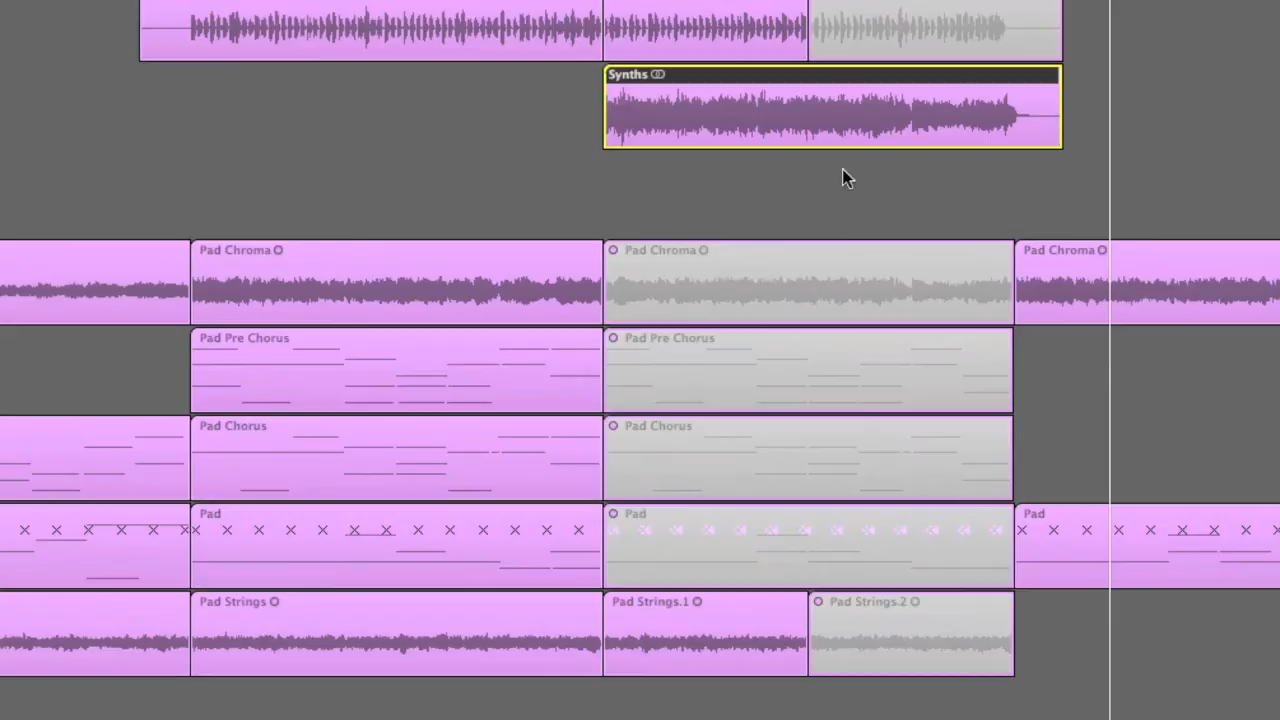 Synths
Pad Chroma Pad Chroma Pad Chroma
Pad Pre Chorus Pad Pre Chorus
Pad Chorus Pad Chorus
Pad Pad Pad
Pad Strings Pad Strings.1 Pad Strings.2